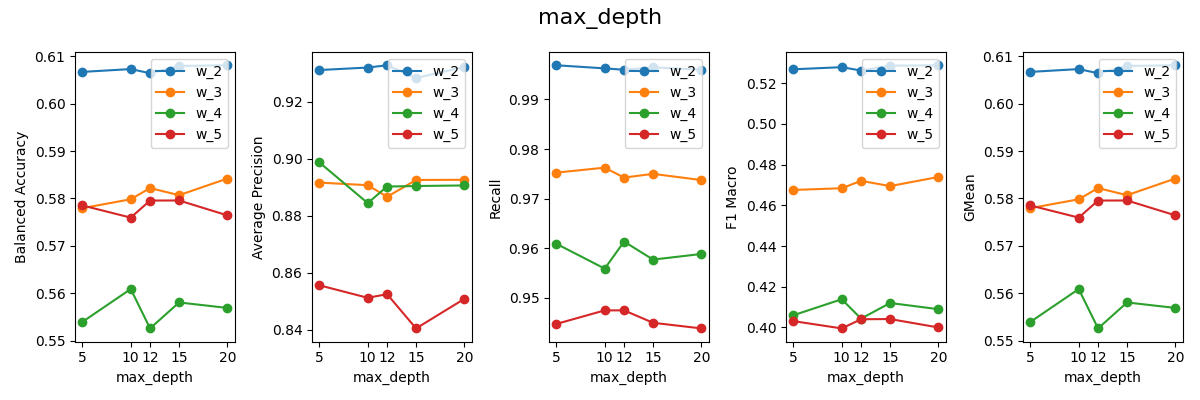 max_depth
Balanced Accuracy
0.61
0.60
0.59
0.58
0.57
0.56
0.55
5 10 12 15 20
max_depth
w_2
w_3
w_4
w_5
Average Precision
0.92
0.90
0.88
0.86
0.84
5 10 12 15 20
max_depth
w_2
w_3
w_4
w_5
Recall
0.99
0.98
0.97
0.96
0.95
5 10 12 15 20
max_depth
w_2
w_3
w_4
w_5
F1 Macro
0.52
0.50
0.48
0.46
0.44
0.42
0.40
5 10 12 15 20
max_depth
w_2
w_3
w_4
w_5
GMean
0.61
0.60
0.59
0.58
0.57
0.56
0.55
5 10 12 15 20
max_depth
w_2
w_3
w_4
w_5